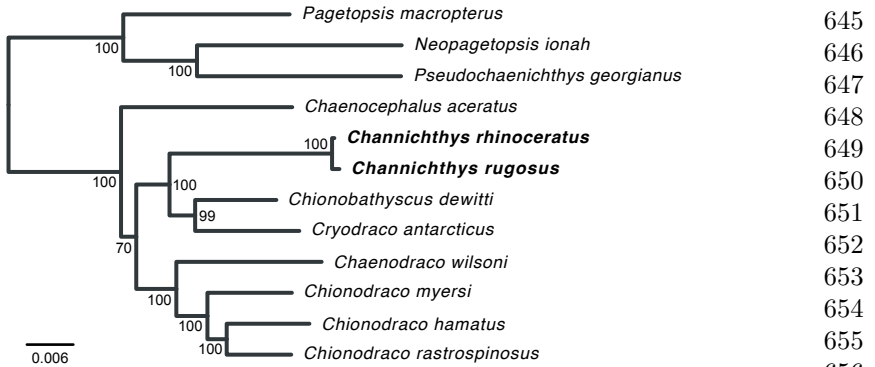 Pagetopsis macropterus
645
100
Neopagetopsis ionah
646
100
Pseudochaenichthys georgianus
647
Chaenocephalus aceratus
648
100
Channichthys rhinoceratus
649
Channichthys rugosus
650
100
100
Chionobathyscus dewitti
651
99
Cryodraco antarcticus
652
70
Chaenodraco wilsoni
653
100
Chionodraco myersi
654
100
Chionodraco hamatus
655
100
Chionodraco rastrospinosus
0.006